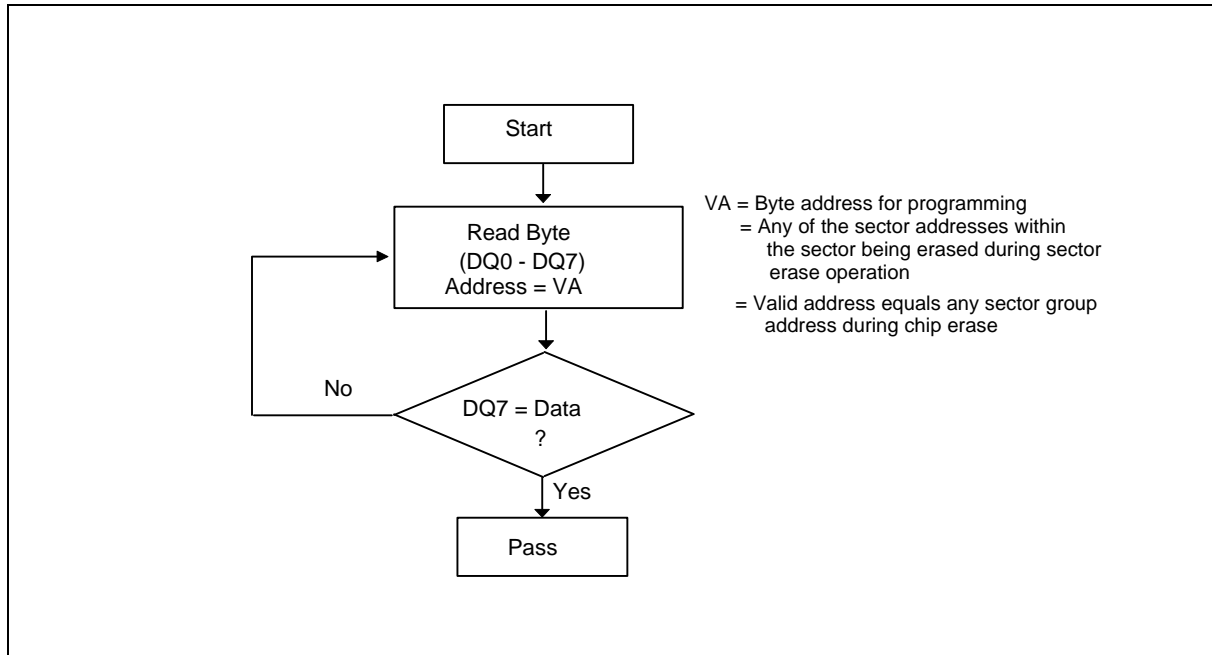 Start
Read Byte
(DQ0 - DQ7)
Address = VA
VA = Byte address for programming
= Any of the sector addresses within
the sector being erased during sector
erase operation
= Valid address equals any sector group
address during chip erase
No
DQ7 = Data
?
Yes
Pass